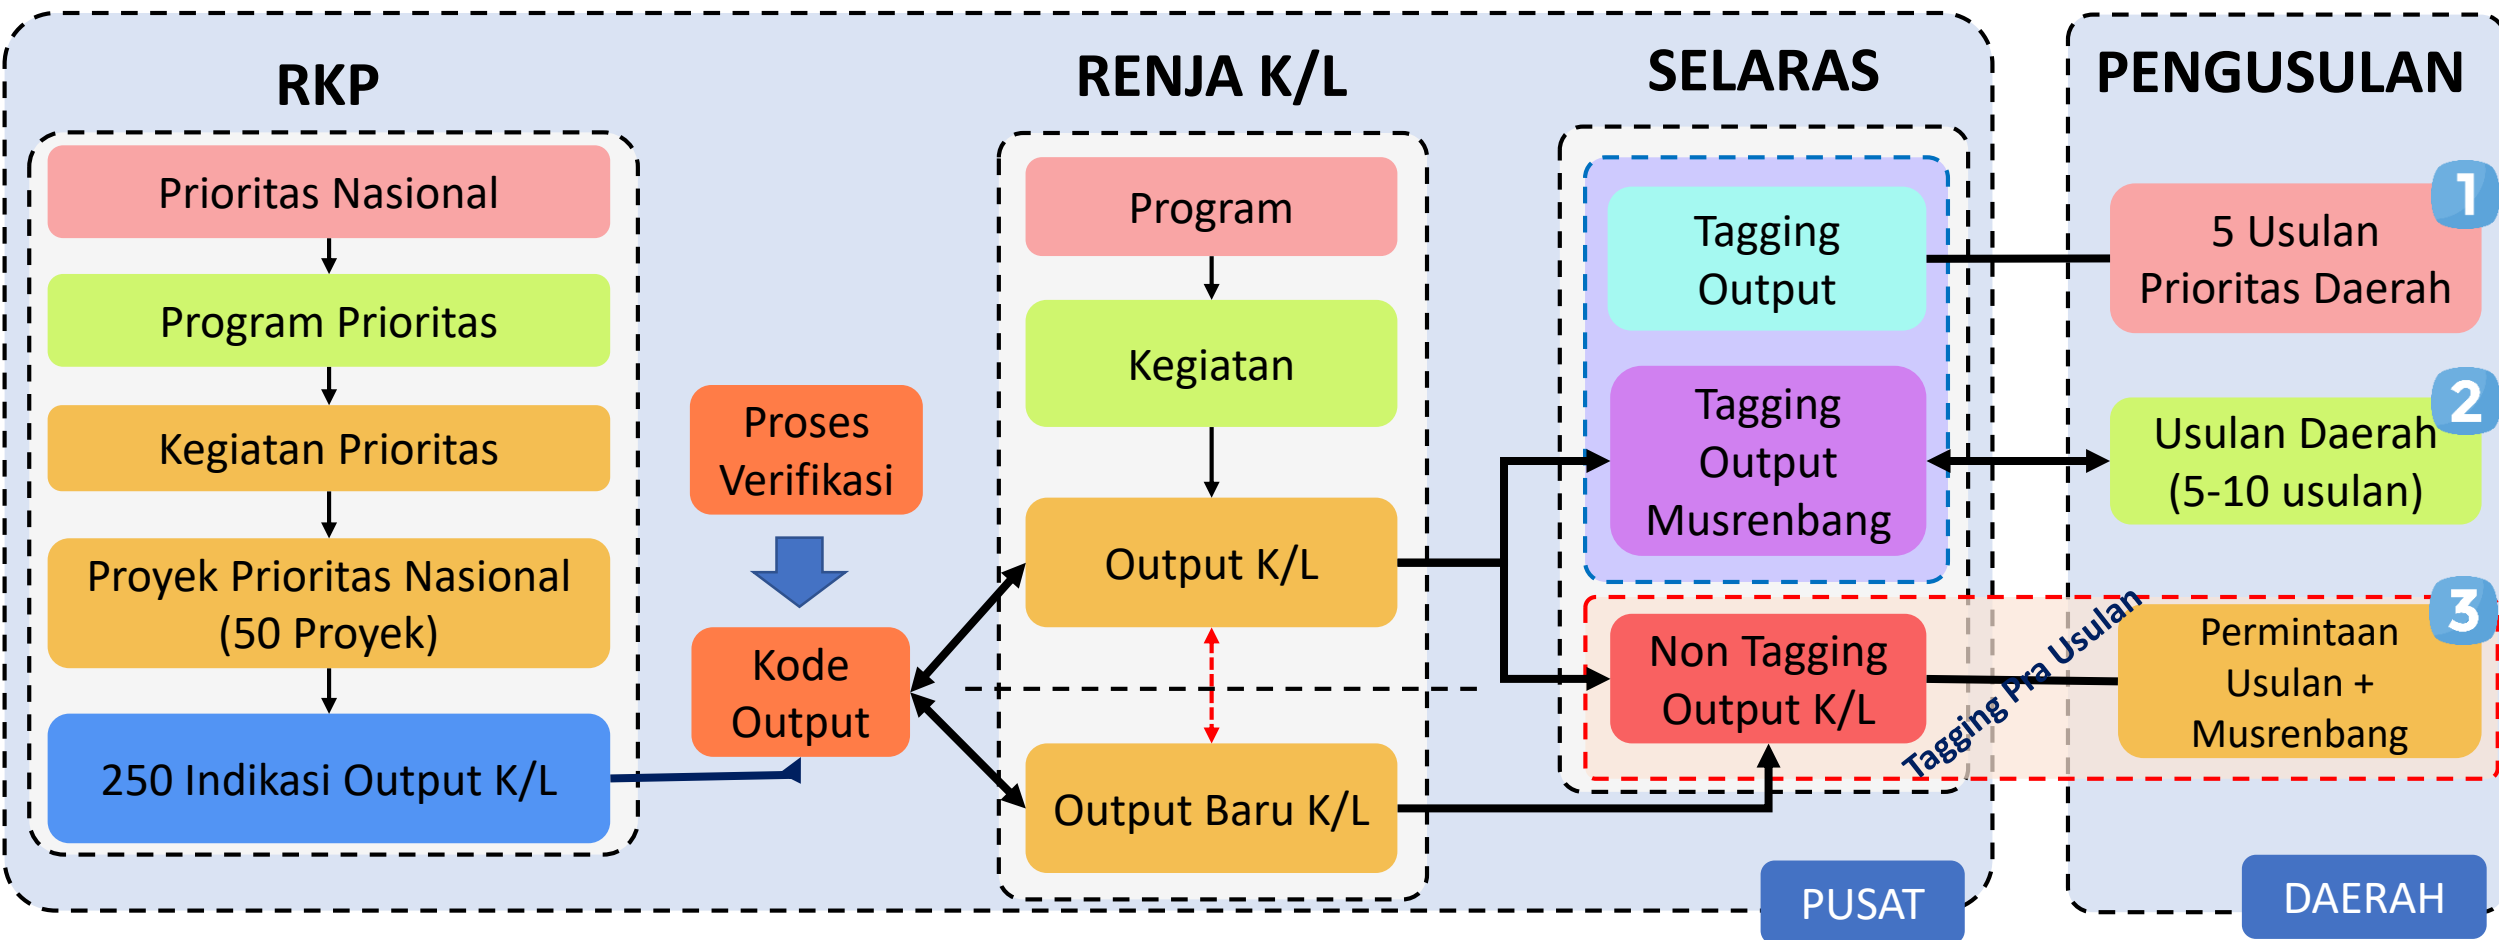 RKP
Prioritas Nasional
Program Prioritas
Kegiatan Prioritas
Proyek Prioritas Nasional
(50 Proyek)
250 Indikasi Output K/L
Proses
Verifikasi
Kode
Output
RENJA K/L
Program
Kegiatan
Output K/L
Output Baru K/L
SELARAS
Tagging
Output
Tagging
Output
Musrenbang
Non Tagging
Output K/L
Tagging Pra Usulan
PUSAT
PENGUSULAN
1
5 Usulan
Prioritas Daerah
2
Usulan Daerah
(5-10 usulan)
3
Permintaan
Usulan +
Musrenbang
DAERAH